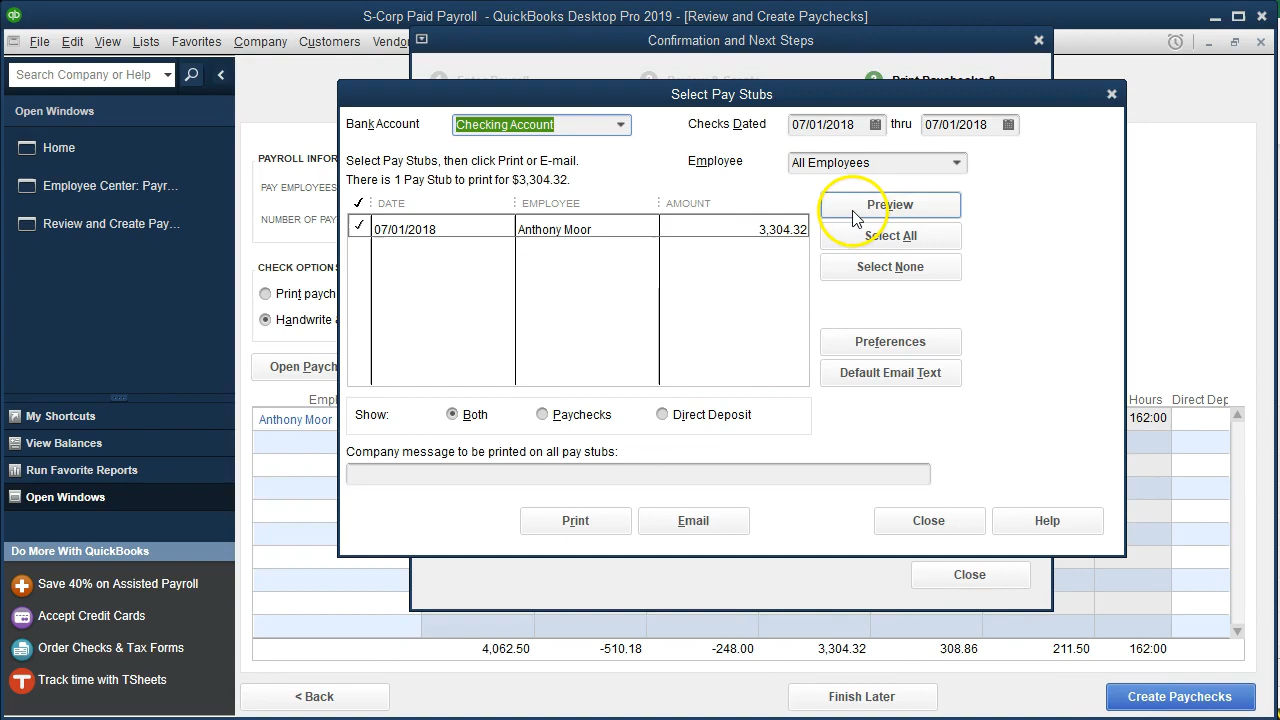 S-Corp Paid Payroll - QuickBooks Desktop Pro 2019 - [Review and Create Paychecks]
File Edit View Lists Favorites Company Customers
Confirmation and Next Steps
Search Company or Help
Select Pay Stubs
Open Windows
Home
Employee Center: Payr...
Review and Create Pay...
Bank Account Checking Account Checks Dated 07/01/2018 thru 07/01/2018
Select Pay Stubs, then click Print or E-mail. Employee All Employees
There is 1 Pay Stub to print for $3,304.32.
DATE EMPLOYEE AMOUNT
07/01/2018 Anthony Moor 3,304.32
Preview
Select All
Select None
Preferences
Default Email Text
Show: Both Paychecks Direct Deposit
Company message to be printed on all pay stubs:
Print Email Close Help
Close
PAY EMPLOYEES
CHECK
Hours Direct Dep
Anthony Moor 162:00
4,062.50 -510.18 -248.00 3,304.32 308.86 211.50 162:00
< Back Finish Later Create Paychecks
My Shortcuts
View Balances
Run Favorite Reports
Open Windows
Do More With QuickBooks
Save 40% on Assisted Payroll
Accept Credit Cards
Order Checks & Tax Forms
Track time with TSheets